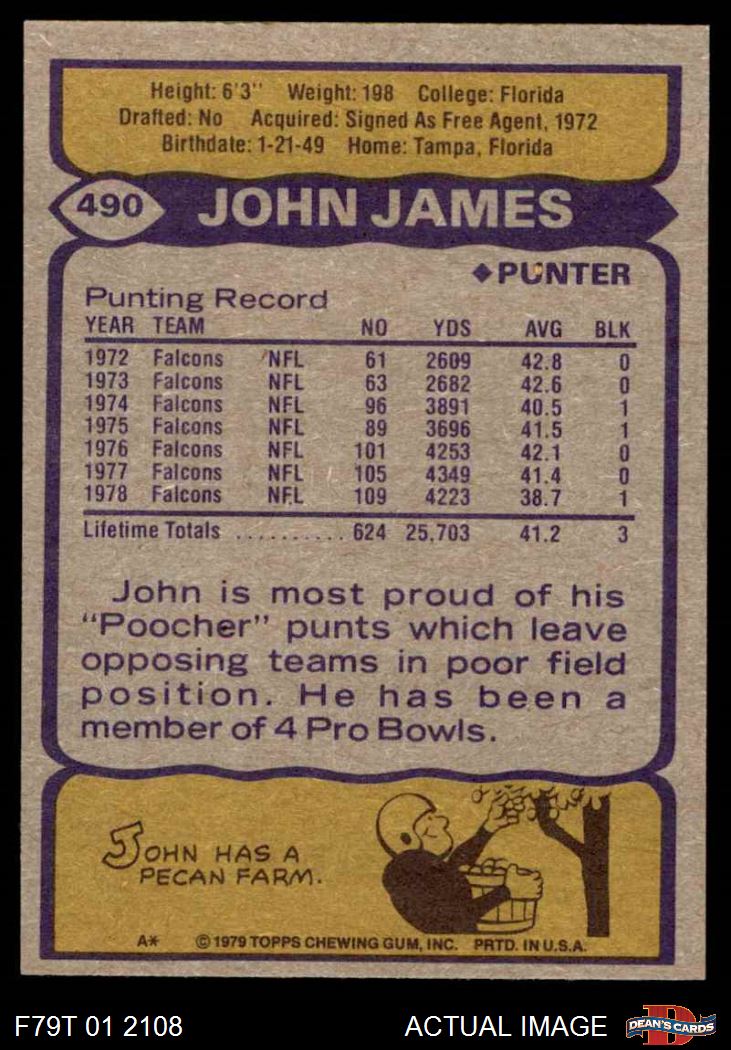 Height: 6'3'' Weight: 198 College: Florida
Drafted: No Acquired: Signed As Free Agent, 1972
Birthdate: 1-21-49 Home: Tampa, Florida
490 JOHN JAMES
◆PUNTER
Punting Record
YEAR TEAM NO YDS AVG BLK
1972 Falcons NFL 61 2609 42.8 0
1973 Falcons NFL 63 2682 42.6 0
1974 Falcons NFL 96 3891 40.5 1
1975 Falcons NFL 89 3696 41.5 1
1976 Falcons NFL 101 4253 42.1 0
1977 Falcons NFL 105 4349 41.4 0
1978 Falcons NFL 109 4223 38.7 1
Lifetime Totals .......... 624 25,703 41.2 3
John is most proud of his
"Poocher" punts which leave
opposing teams in poor field
position. He has been a
member of 4 Pro Bowls.
JOHN HAS A
PECAN FARM.
A* ©1979 TOPPS CHEWING GUM, INC. PRTD. IN U.S.A.
F79T 01 2108 ACTUAL IMAGE D DEAN'S CARDS